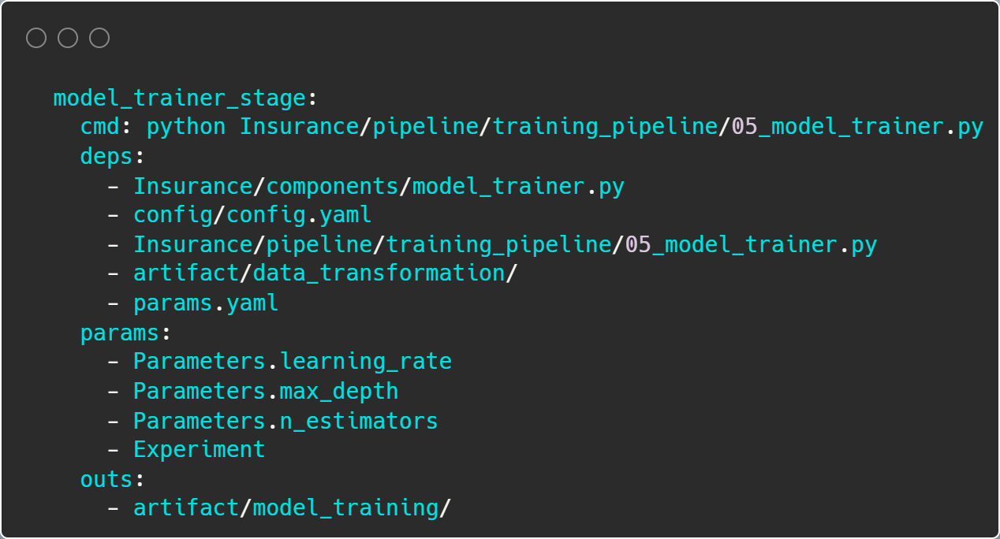 model_trainer_stage:
cmd: python Insurance/pipeline/training_pipeline/05_model_trainer.py
deps:
- Insurance/components/model_trainer.py
- config/config.yaml
- Insurance/pipeline/training_pipeline/05_model_trainer.py
- artifact/data_transformation/
- params.yaml
params:
- Parameters.learning_rate
- Parameters.max_depth
- Parameters.n_estimators
- Experiment
outs:
- artifact/model_training/